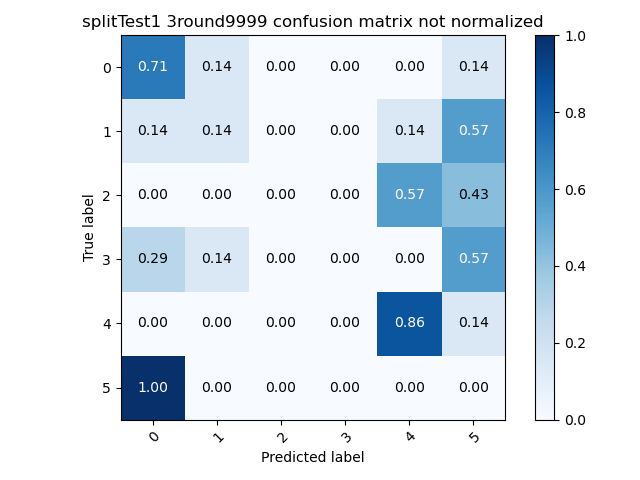 splitTest1 3round9999 confusion matrix not normalized
True label
0 0.71 0.14 0.00 0.00 0.00 0.14
1 0.14 0.14 0.00 0.00 0.14 0.57
2 0.00 0.00 0.00 0.00 0.57 0.43
3 0.29 0.14 0.00 0.00 0.00 0.57
4 0.00 0.00 0.00 0.00 0.86 0.14
5 1.00 0.00 0.00 0.00 0.00 0.00
0 1 2 3 4 5
Predicted label
1.0
0.8
0.6
0.4
0.2
0.0